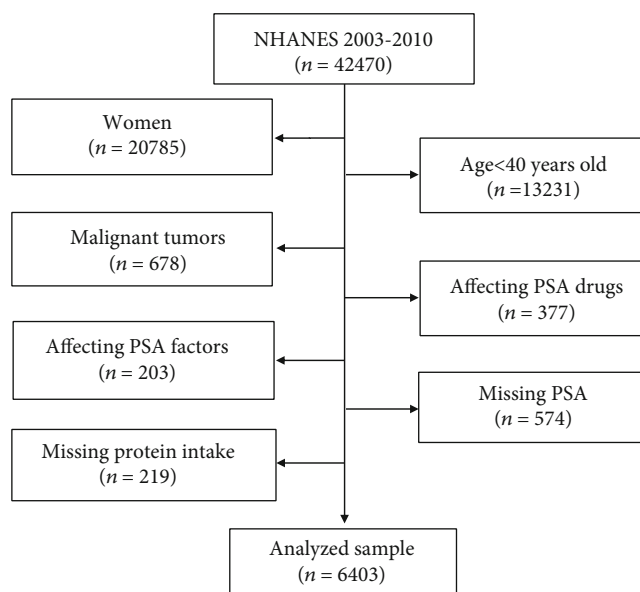 NHANES 2003-2010
(n = 42470)
Women
(n = 20785)
Age<40 years old
(n =13231)
Malignant tumors
(n = 678)
Affecting PSA drugs
(n = 377)
Affecting PSA factors
(n = 203)
Missing PSA
(n = 574)
Missing protein intake
(n = 219)
Analyzed sample
(n = 6403)